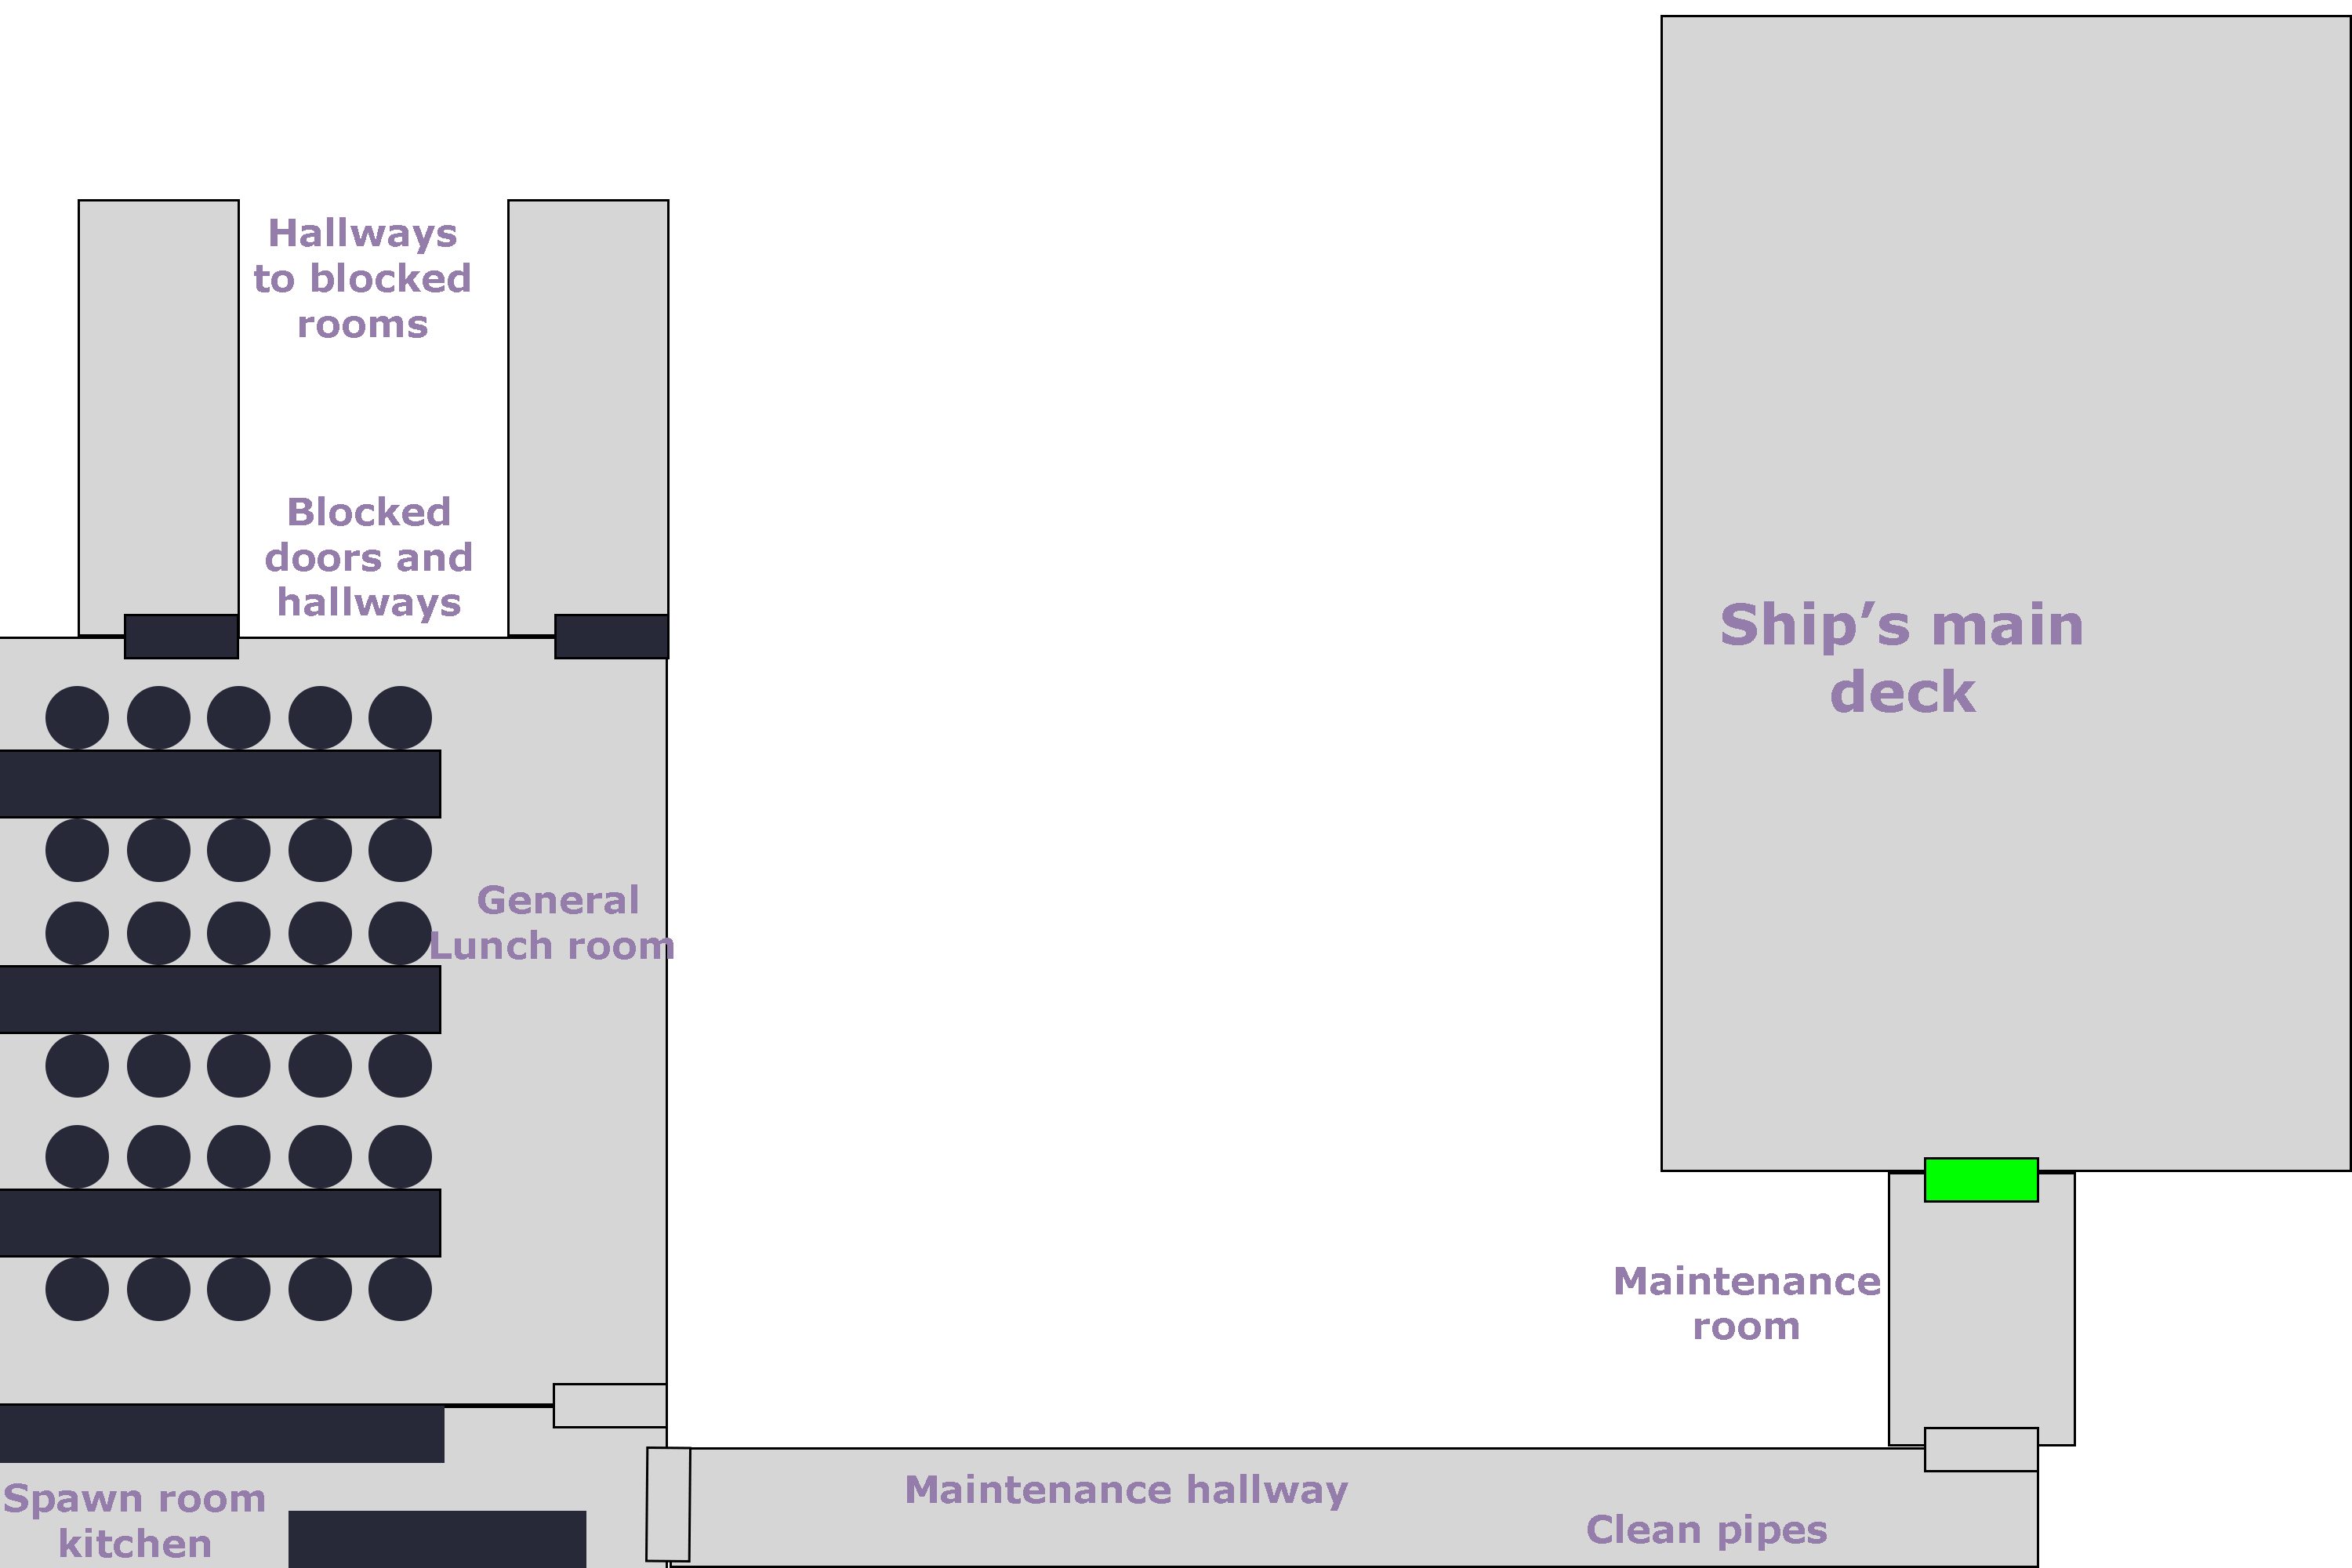 Hallways
to blocked
rooms
Blocked
doors and
hallways
Ship’s main
deck
General
Lunch room
Maintenance
room
Maintenance hallway
Clean pipes
Spawn room
kitchen